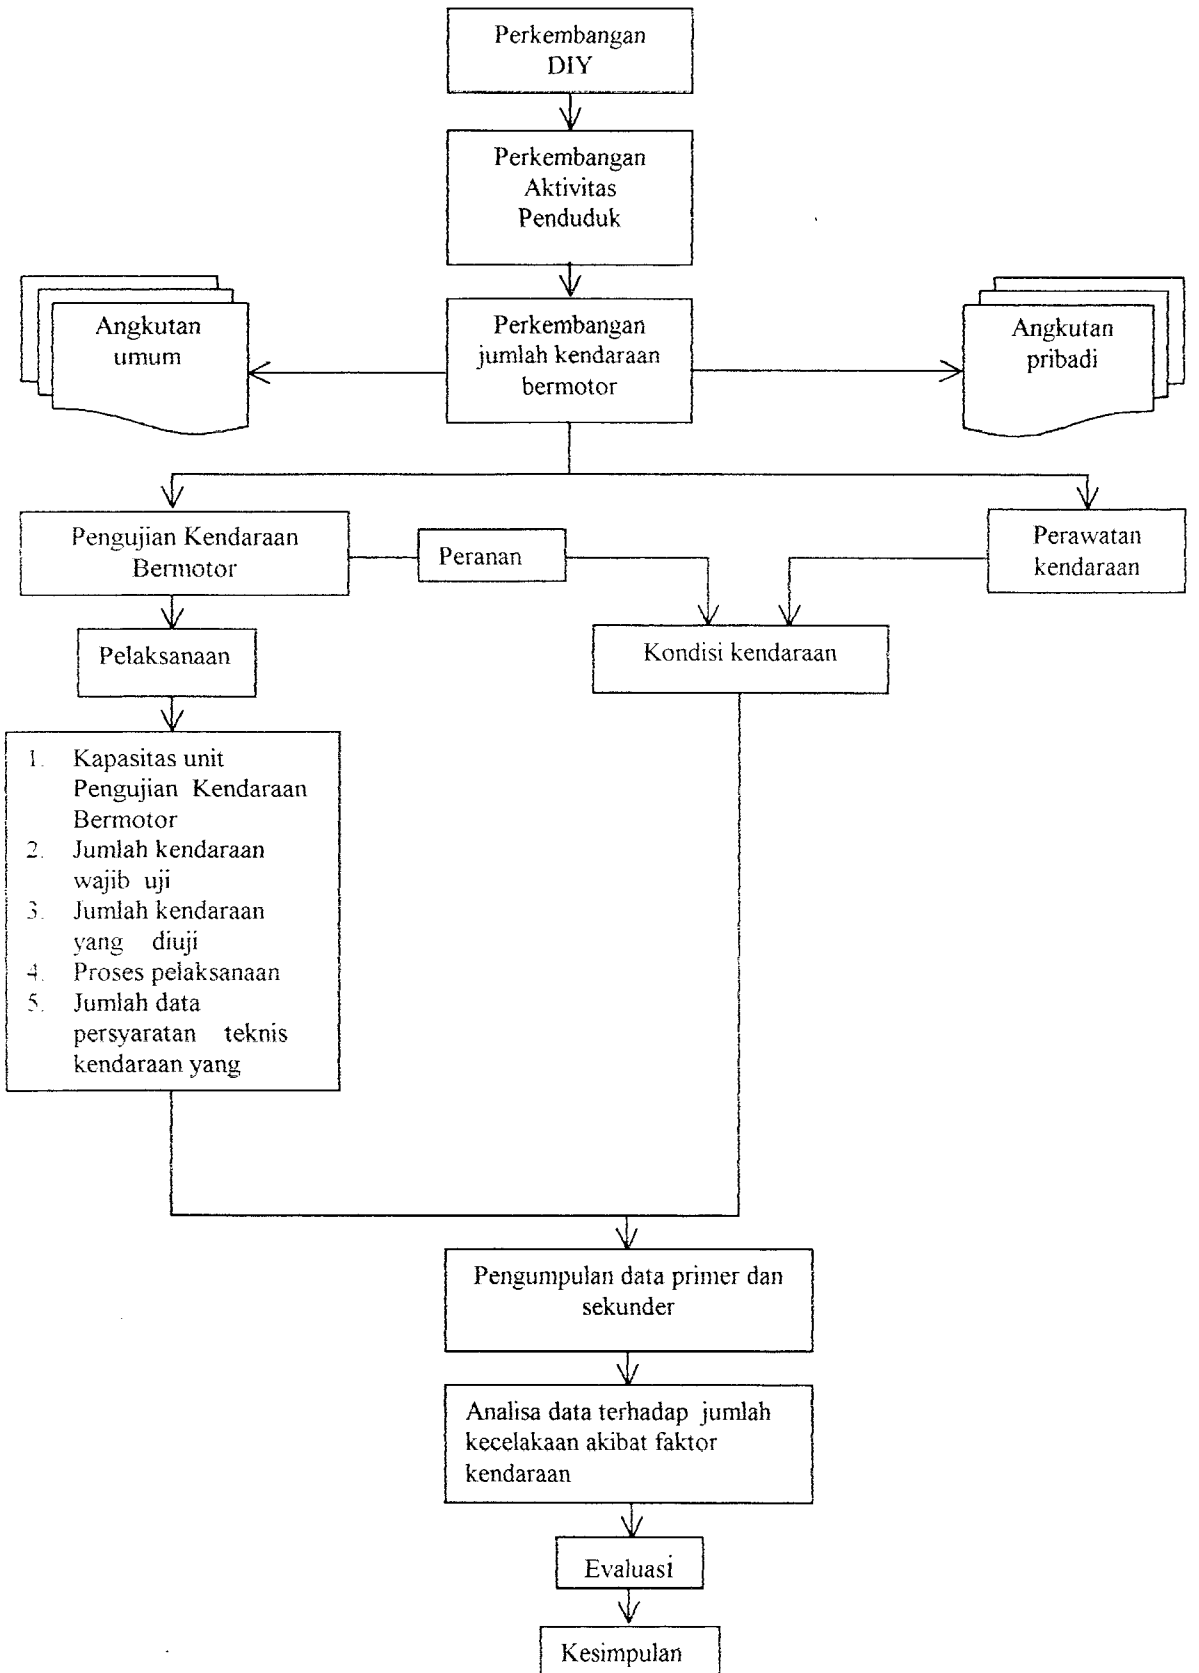 Perkembangan
DIY
Perkembangan
Aktivitas
Penduduk
Angkutan
umum
Perkembangan
jumlah kendaraan
bermotor
Angkutan
pribadi
Pengujian Kendaraan
Bermotor
Peranan
Perawatan
kendaraan
Pelaksanaan
Kondisi kendaraan
1. Kapasitas unit
Pengujian Kendaraan
Bermotor
2. Jumlah kendaraan
wajib uji
3. Jumlah kendaraan
yang diuji
4. Proses pelaksanaan
5. Jumlah data
persyaratan teknis
kendaraan yang
Pengumpulan data primer dan
sekunder
Analisa data terhadap jumlah
kecelakaan akibat faktor
kendaraan
Evaluasi
Kesimpulan